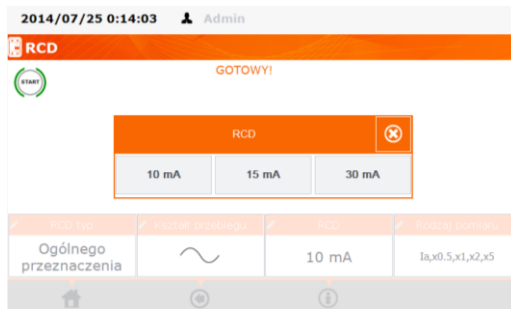 2014/07/25 0:14:03 Admin
RCD
START
GOTOWY!
RCD
10 mA 15 mA 30 mA
RCD typ Kształt przebiegu RCD Rodzaj pomiaru
Ogólnego
przeznaczenia
10 mA
Ia,x0.5,x1,x2,x5